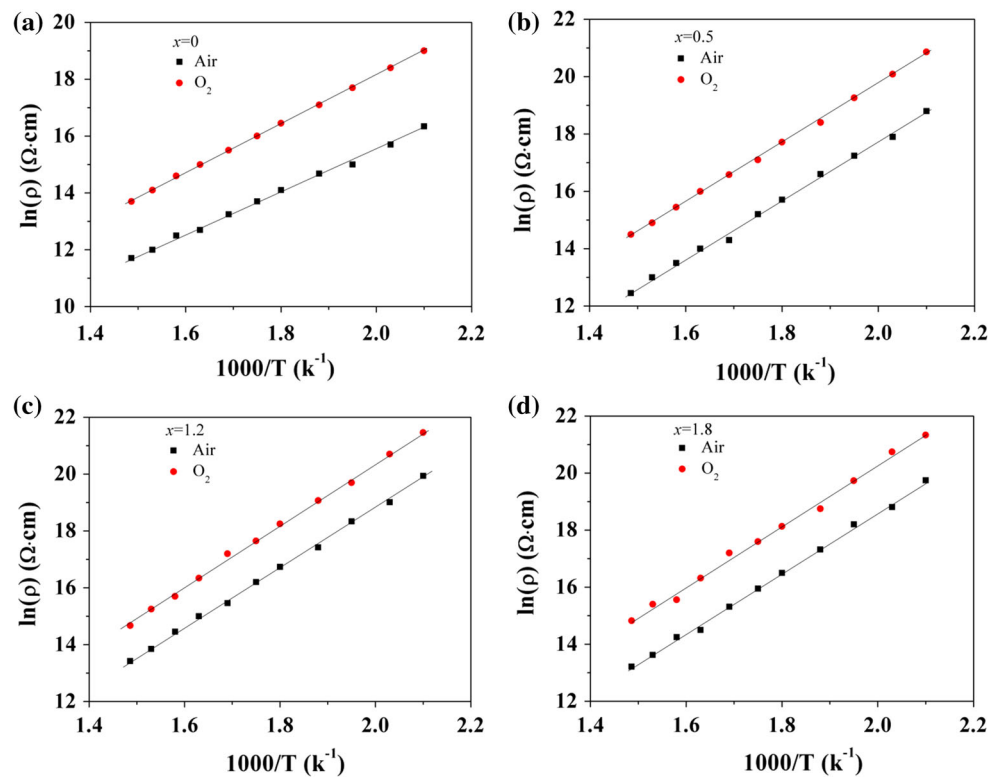 (a)
x=0
Air
O₂
ln(ρ) (Ω·cm)
20
18
16
14
12
10
1.4 1.6 1.8 2.0 2.2
1000/T (k⁻¹)
(b)
x=0.5
Air
O₂
ln(ρ) (Ω·cm)
22
20
18
16
14
12
1.4 1.6 1.8 2.0 2.2
1000/T (k⁻¹)
(c)
x=1.2
Air
O₂
ln(ρ) (Ω·cm)
22
20
18
16
14
12
1.4 1.6 1.8 2.0 2.2
1000/T (k⁻¹)
(d)
x=1.8
Air
O₂
ln(ρ) (Ω·cm)
22
20
18
16
14
12
1.4 1.6 1.8 2.0 2.2
1000/T (k⁻¹)